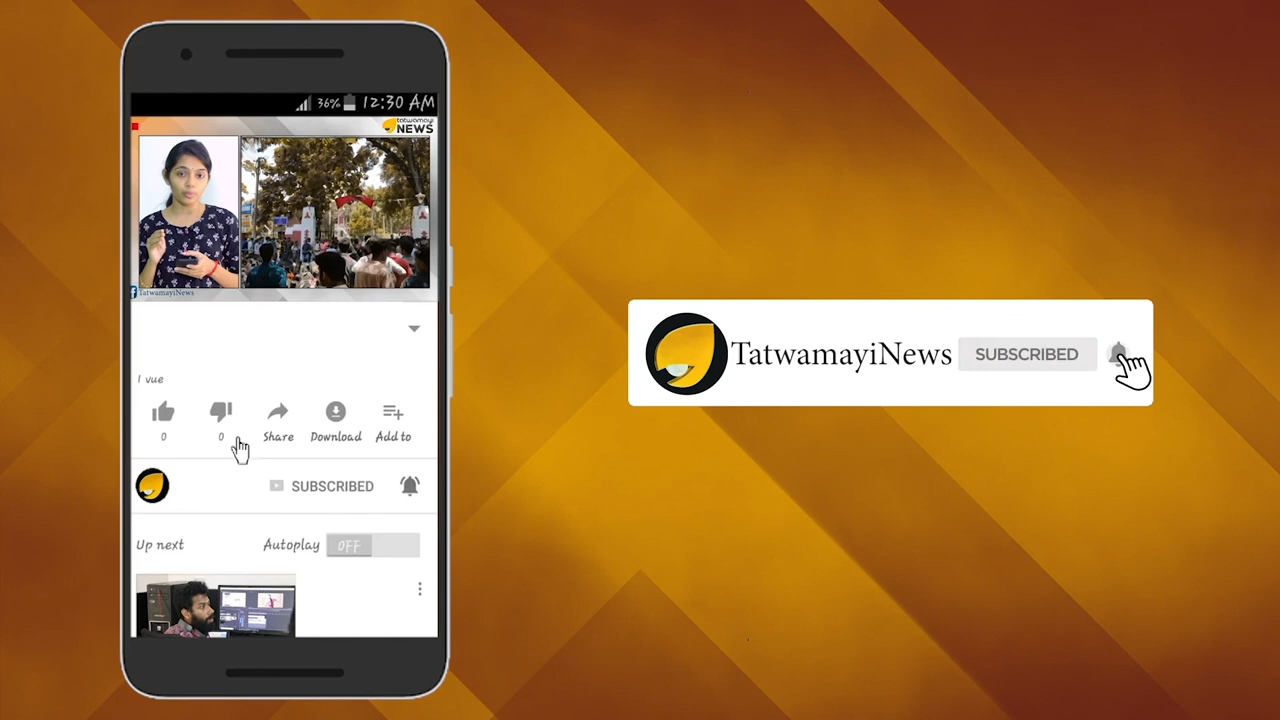 36% 12:30 AM
tatwamayi
NEWS
TatwamayiNews
1 vue
0
0
Share
Download
Add to
SUBSCRIBED
Up next
Autoplay
OFF
TatwamayiNews
SUBSCRIBED